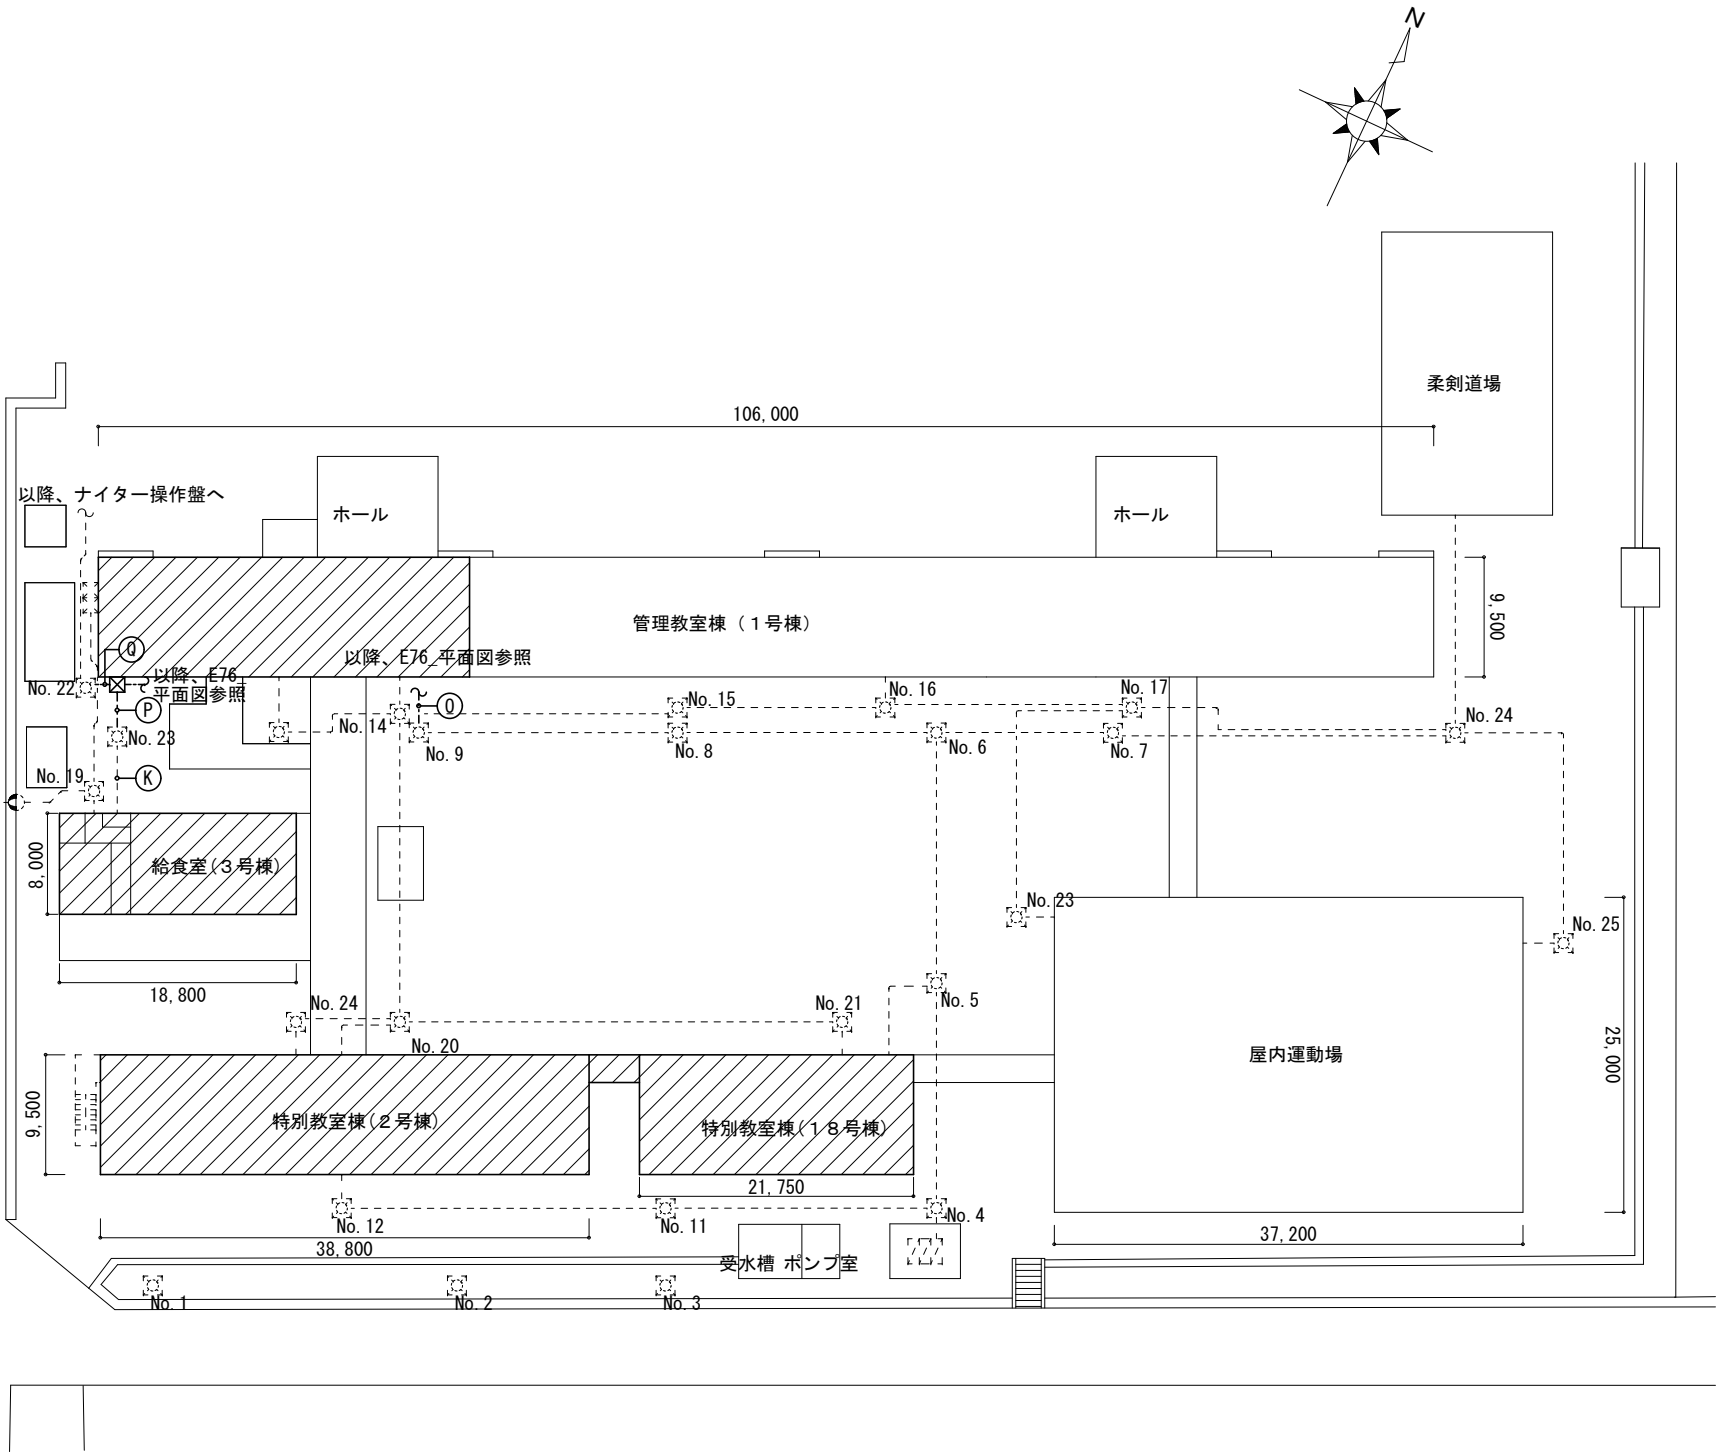 N
柔剣道場
106,000
以降、ナイター操作盤へ
ホール
ホール
9,500
管理教室棟（１号棟）
Q
以降、E76_平面図参照
以降、E76_
平面図参照
No.22
P
No.14
Q
No.15
No.16
No.17
No.24
No.23
No.9
No.8
No.6
No.7
No.19
K
8,000
給食室(３号棟)
No.23
No.25
18,800
No.24
No.21
No.5
No.20
25,000
屋内運動場
9,500
特別教室棟(２号棟)
特別教室棟(１８号棟)
21,750
No.12
No.11
No.4
38,800
37,200
受水槽 ポンプ室
No.1
No.2
No.3